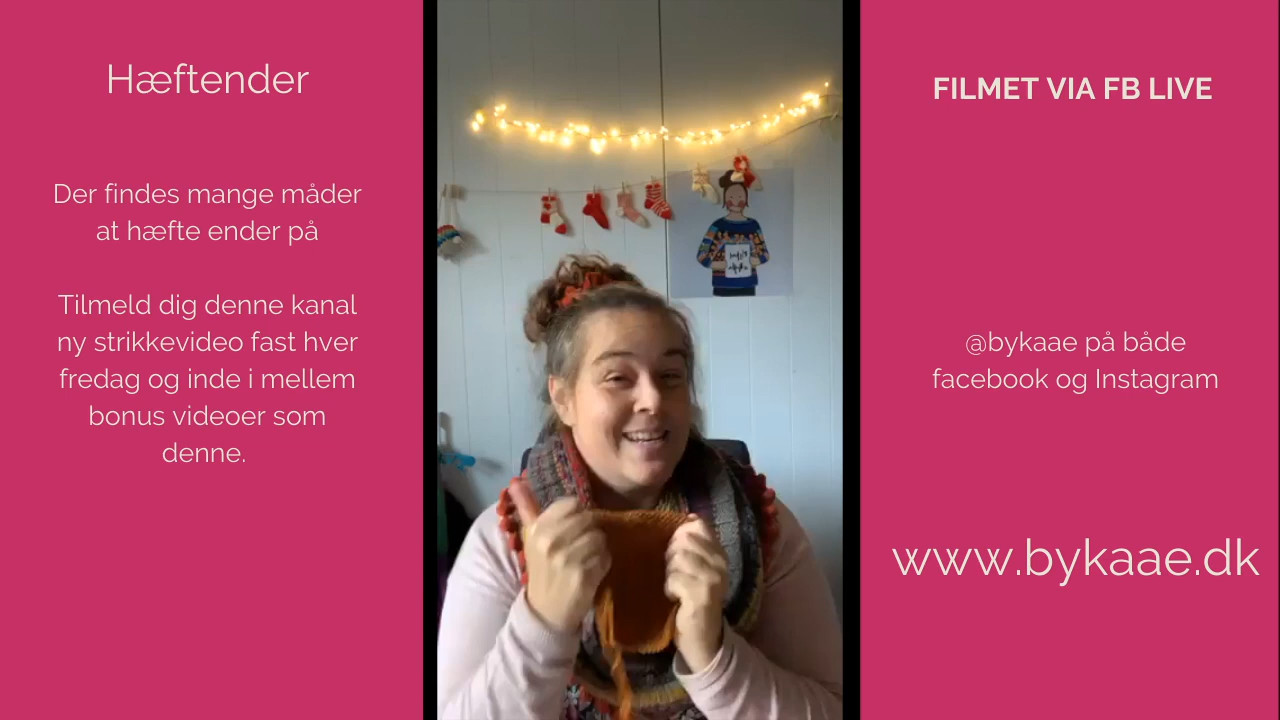 Hæftender
Der findes mange måder
at hæfte ender på
Tilmeld dig denne kanal
ny strikkevideo fast hver
fredag og inde i mellem
bonus videoer som
denne.
FILMET VIA FB LIVE
@bykaae på både
facebook og Instagram
www.bykaae.dk